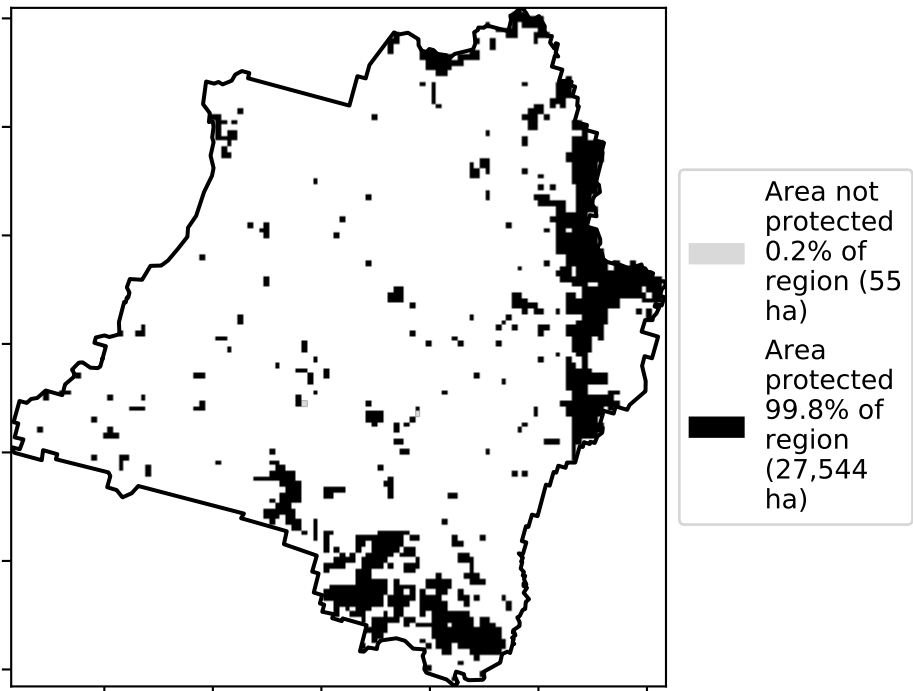 Area not
protected
0.2% of
region (55
ha)
Area
protected
99.8% of
region
(27,544
ha)